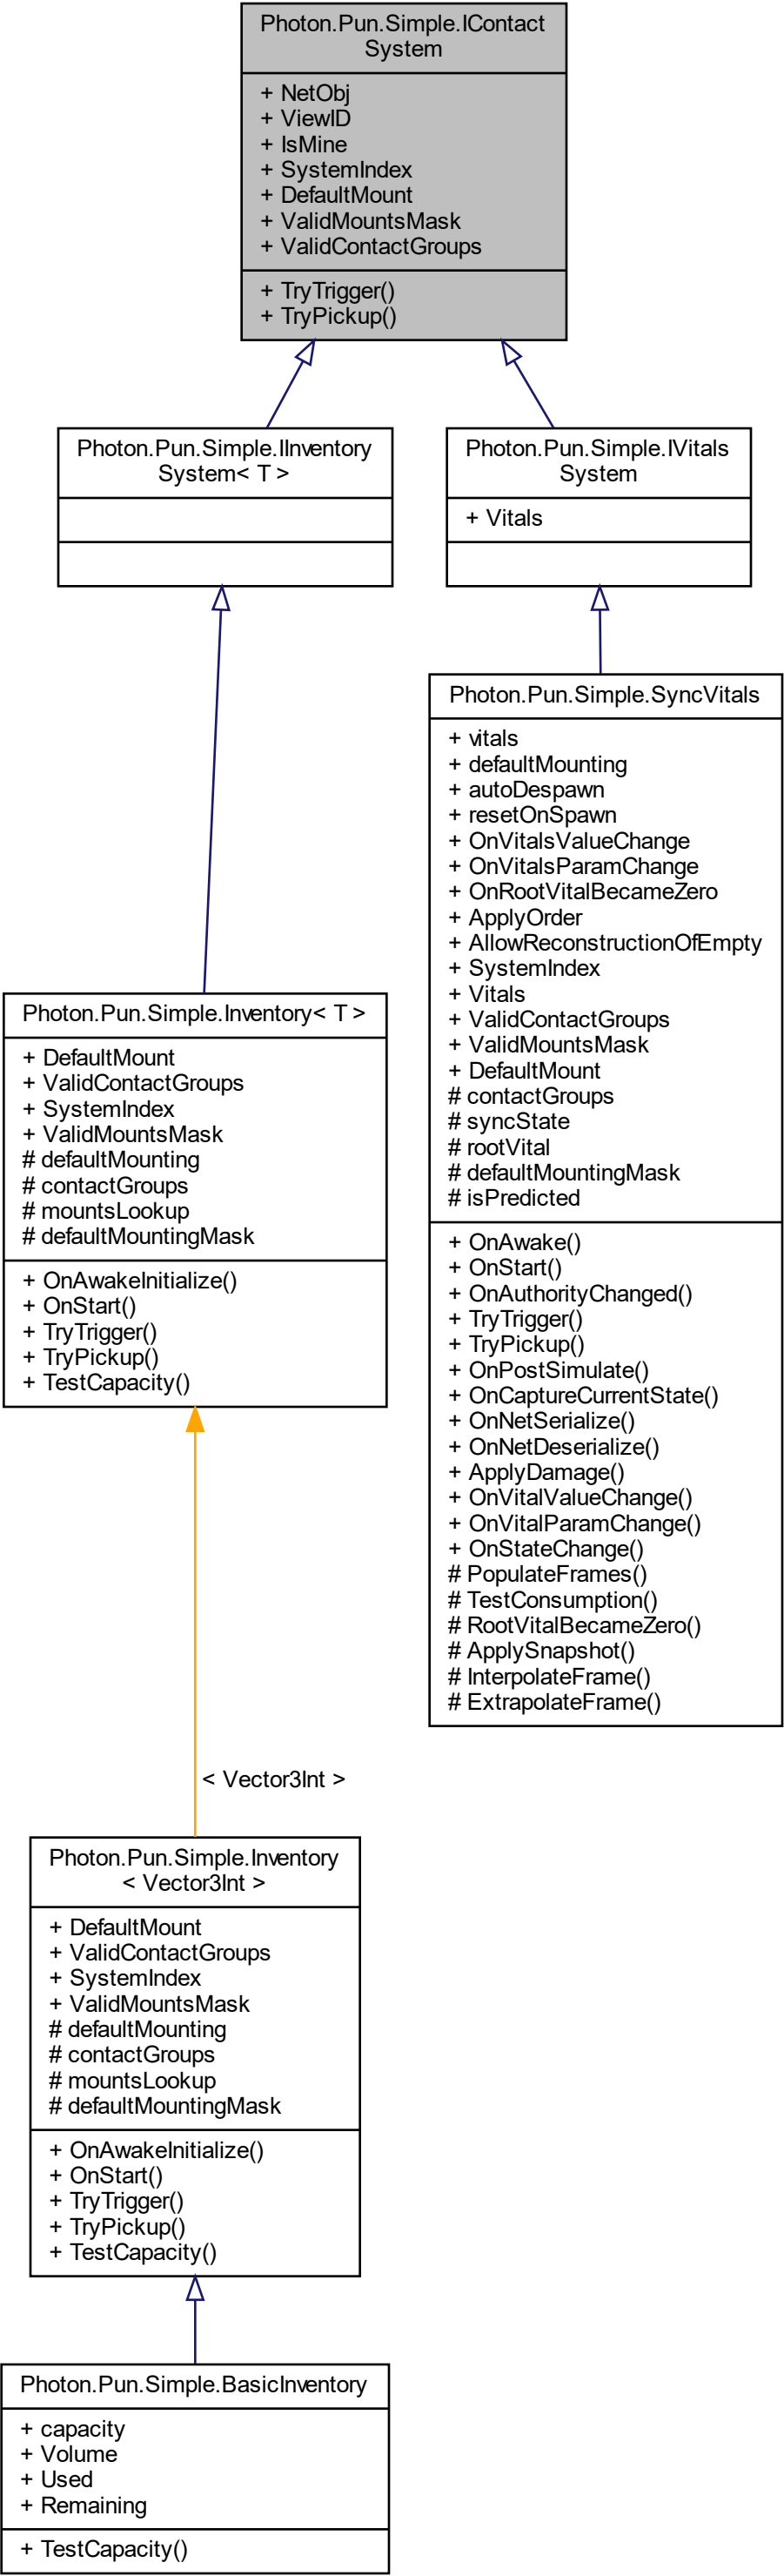 Photon.Pun.Simple.IContact
System
+ NetObj
+ ViewID
+ IsMine
+ SystemIndex
+ DefaultMount
+ ValidMountsMask
+ ValidContactGroups
+ TryTrigger()
+ TryPickup()
Photon.Pun.Simple.IInventory
System< T >
Photon.Pun.Simple.IVitals
System
+ Vitals
Photon.Pun.Simple.SyncVitals
+ vitals
+ defaultMounting
+ autoDespawn
+ resetOnSpawn
+ OnVitalsValueChange
+ OnVitalsParamChange
+ OnRootVitalBecameZero
+ ApplyOrder
+ AllowReconstructionOfEmpty
+ SystemIndex
+ Vitals
+ ValidContactGroups
+ ValidMountsMask
+ DefaultMount
# contactGroups
# syncState
# rootVital
# defaultMountingMask
# isPredicted
+ OnAwake()
+ OnStart()
+ OnAuthorityChanged()
+ TryTrigger()
+ TryPickup()
+ OnPostSimulate()
+ OnCaptureCurrentState()
+ OnNetSerialize()
+ OnNetDeserialize()
+ ApplyDamage()
+ OnVitalValueChange()
+ OnVitalParamChange()
+ OnStateChange()
# PopulateFrames()
# TestConsumption()
# RootVitalBecameZero()
# ApplySnapshot()
# InterpolateFrame()
# ExtrapolateFrame()
Photon.Pun.Simple.Inventory< T >
+ DefaultMount
+ ValidContactGroups
+ SystemIndex
+ ValidMountsMask
# defaultMounting
# contactGroups
# mountsLookup
# defaultMountingMask
+ OnAwakeInitialize()
+ OnStart()
+ TryTrigger()
+ TryPickup()
+ TestCapacity()
< Vector3Int >
Photon.Pun.Simple.Inventory
< Vector3Int >
+ DefaultMount
+ ValidContactGroups
+ SystemIndex
+ ValidMountsMask
# defaultMounting
# contactGroups
# mountsLookup
# defaultMountingMask
+ OnAwakeInitialize()
+ OnStart()
+ TryTrigger()
+ TryPickup()
+ TestCapacity()
Photon.Pun.Simple.BasicInventory
+ capacity
+ Volume
+ Used
+ Remaining
+ TestCapacity()